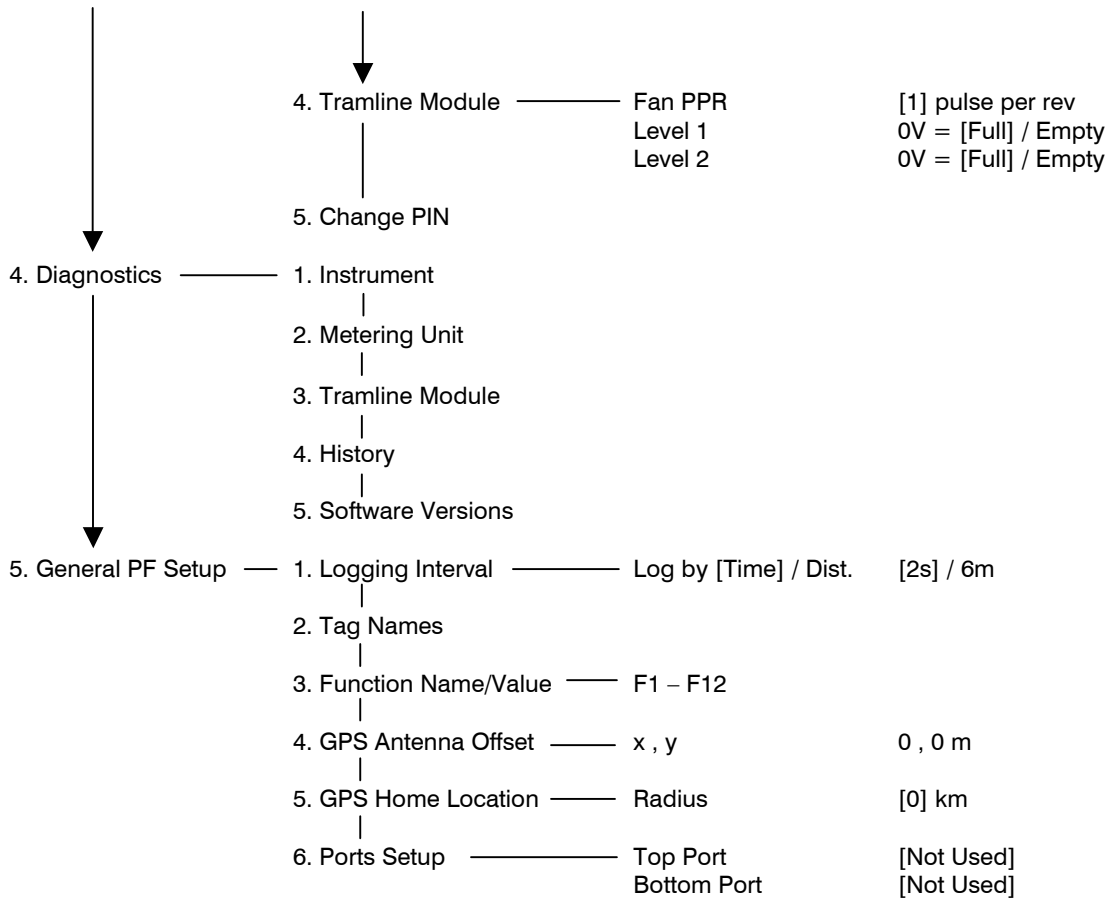 4. Tramline Module Fan PPR [1] pulse per rev
Level 1 0V = [Full] / Empty
Level 2 0V = [Full] / Empty
5. Change PIN
4. Diagnostics 1. Instrument
2. Metering Unit
3. Tramline Module
4. History
5. Software Versions
5. General PF Setup 1. Logging Interval Log by [Time] / Dist. [2s] / 6m
2. Tag Names
3. Function Name/Value F1 – F12
4. GPS Antenna Offset x , y 0 , 0 m
5. GPS Home Location Radius [0] km
6. Ports Setup Top Port [Not Used]
Bottom Port [Not Used]